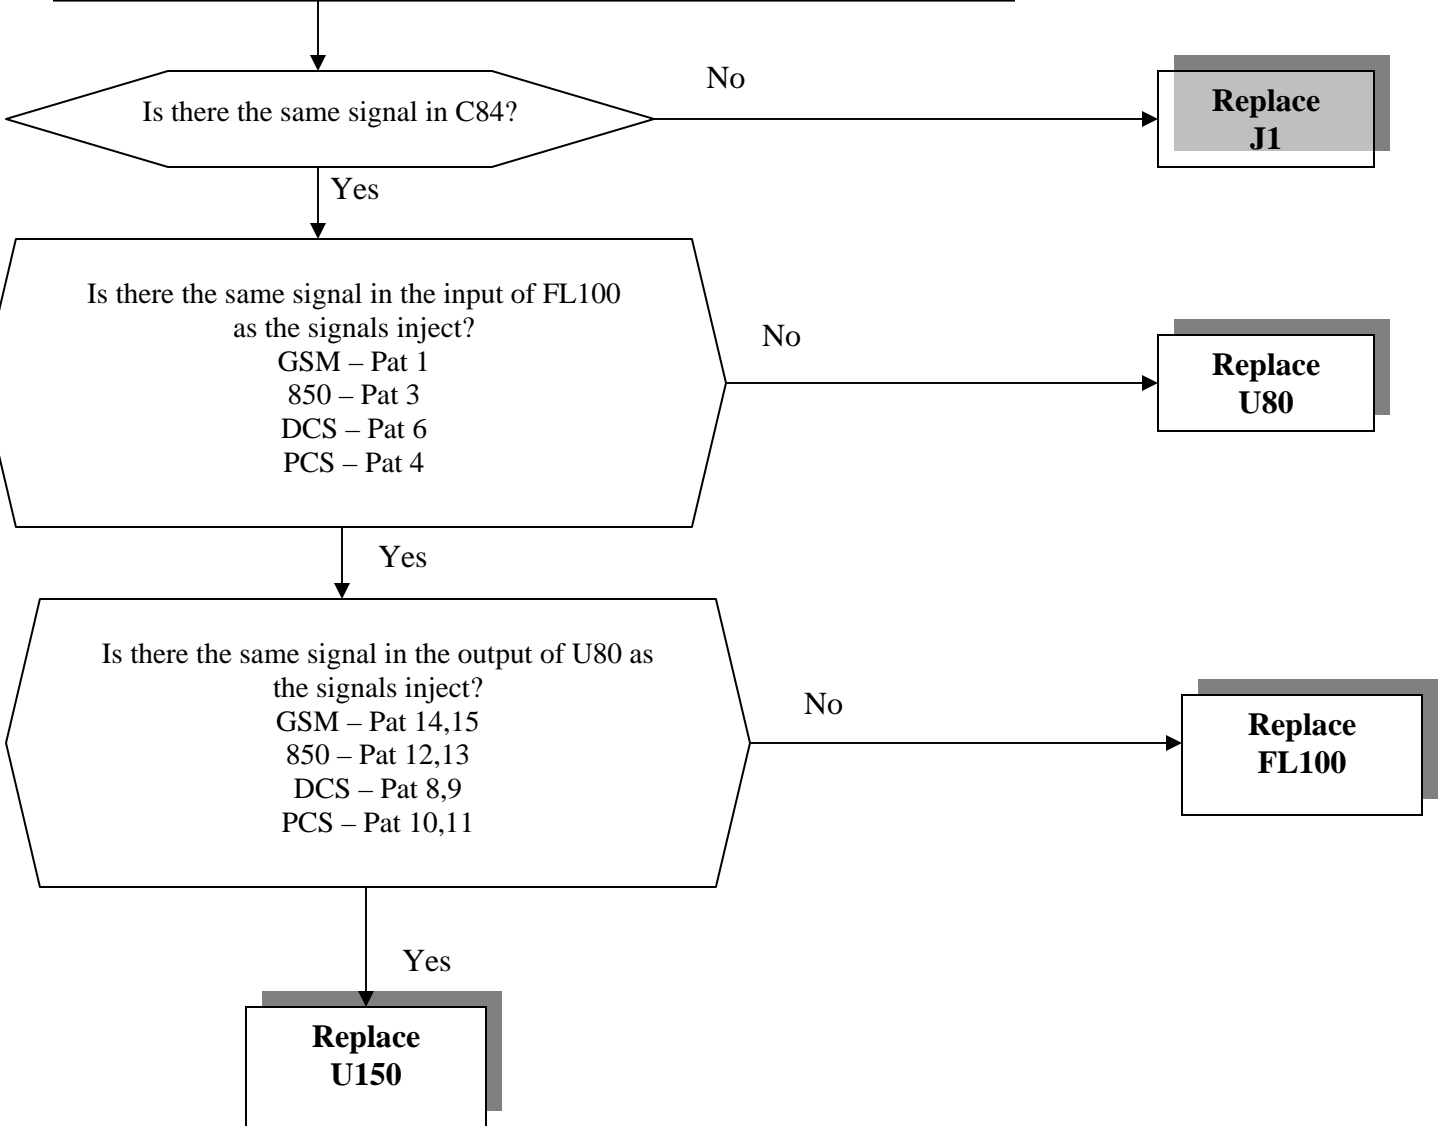 Is there the same signal in C84?
No
Replace
J1
Yes
Is there the same signal in the input of FL100
as the signals inject?
GSM – Pat 1
850 – Pat 3
DCS – Pat 6
PCS – Pat 4
No
Replace
U80
Yes
Is there the same signal in the output of U80 as
the signals inject?
GSM – Pat 14,15
850 – Pat 12,13
DCS – Pat 8,9
PCS – Pat 10,11
No
Replace
FL100
Yes
Replace
U150